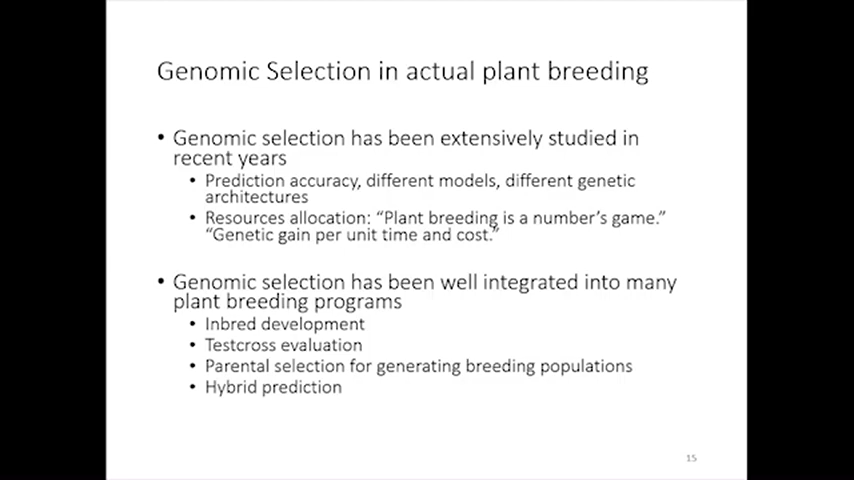 Genomic Selection in actual plant breeding
• Genomic selection has been extensively studied in
recent years
• Prediction accuracy, different models, different genetic
architectures
• Resources allocation: “Plant breeding is a number’s game.”
“Genetic gain per unit time and cost.”
• Genomic selection has been well integrated into many
plant breeding programs
• Inbred development
• Testcross evaluation
• Parental selection for generating breeding populations
• Hybrid prediction
15